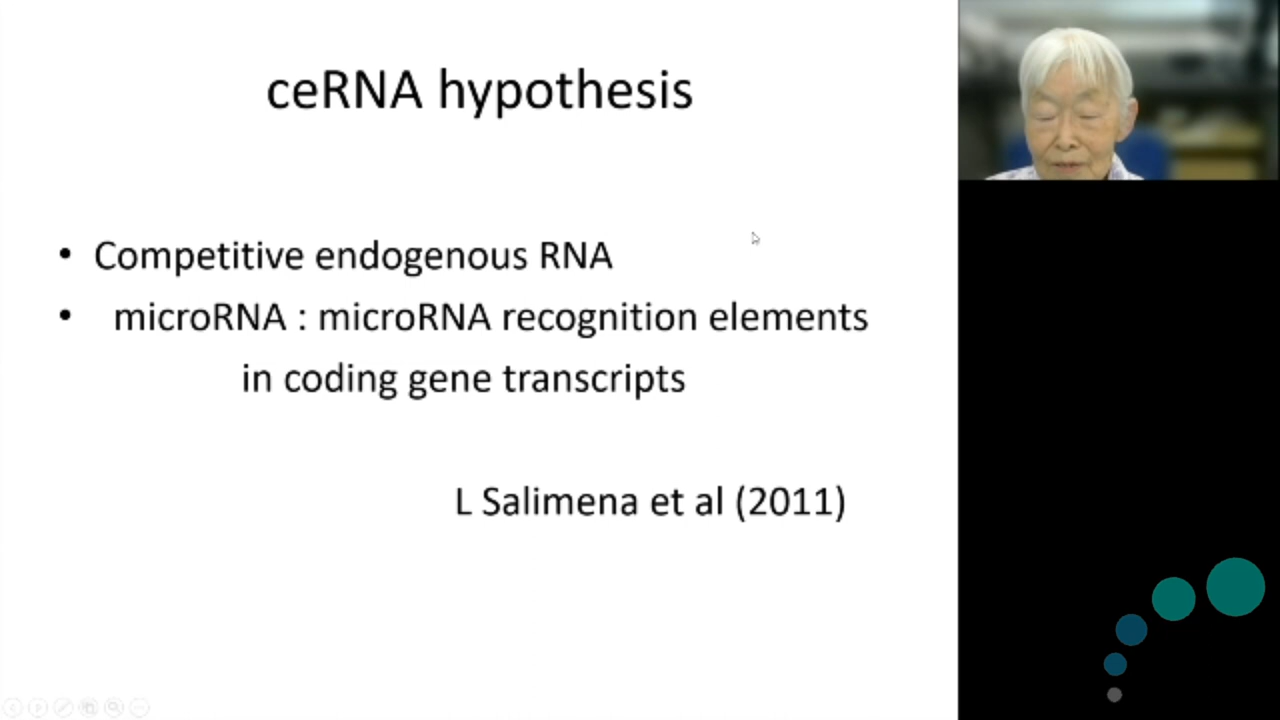 ceRNA hypothesis
• Competitive endogenous RNA
• microRNA : microRNA recognition elements
in coding gene transcripts
L Salimena et al (2011)